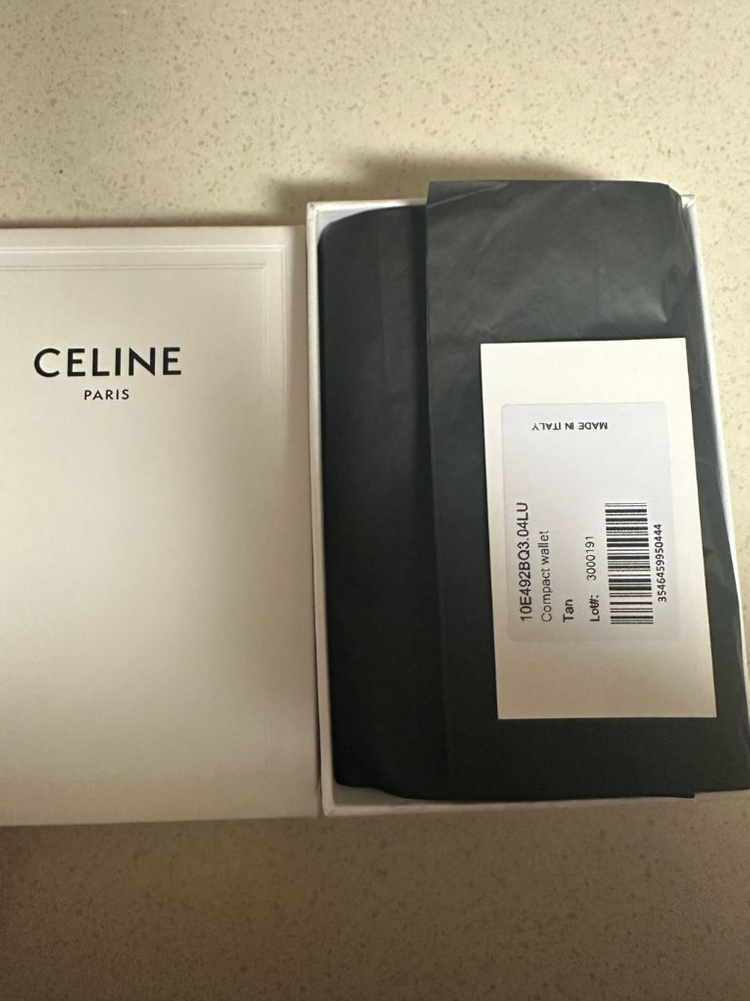 CELINE
PARIS
MADE IN ITALY
10E492BQ3.04LU
Compact wallet
Tan
Lot#: 3000191
3546459950444